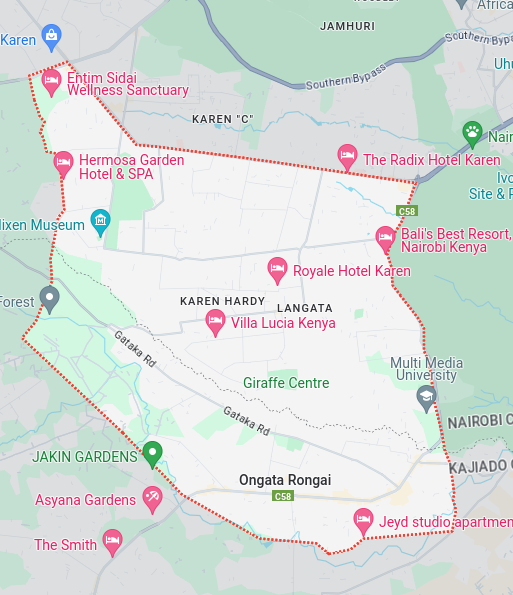 JAMHURI
Africa
Karen
Southern Bypass
Southern Byp
Uhu
Entim Sidai
Wellness Sanctuary
KAREN "C"
Nair
Hermosa Garden
Hotel & SPA
The Radix Hotel Karen
Ivo
Site & P
C58
lixen Museum
Bali's Best Resort,
Nairobi Kenya
Royale Hotel Karen
Forest
KAREN HARDY
LANGATA
Villa Lucia Kenya
Gataka Rd
Multi Media
University
Giraffe Centre
Gataka Rd
NAIROBI C
JAKIN GARDENS
KAJIADO C
Ongata Rongai
C58
Asyana Gardens
Jeyd studio apartmen
The Smith